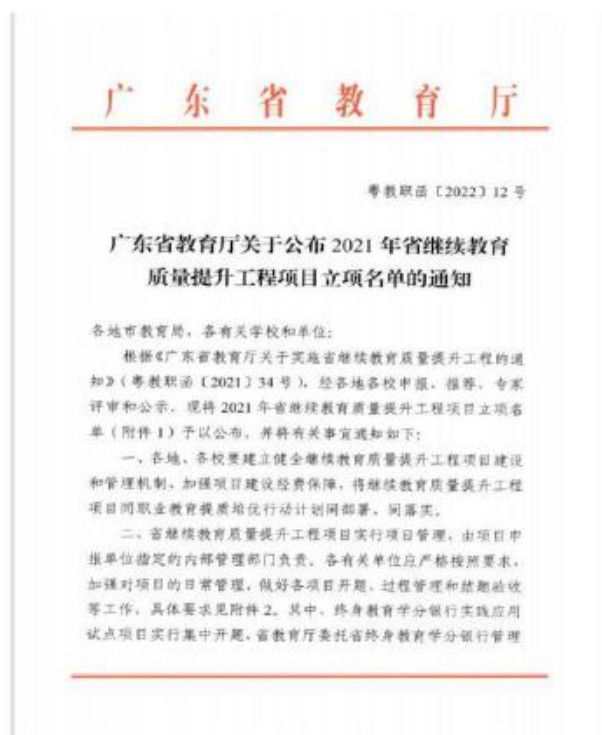 广东省教育厅
粤教职函〔2022〕12号
广东省教育厅关于公布2021年省继续教育
质量提升工程项目立项名单的通知
各地市教育局，各有关学校和单位：
根据《广东省教育厅关于实施省继续教育质量提升工程的通
知》（粤教职函〔2021〕34号），经各地各校申报、推荐、专家
评审和公示，现将2021年省继续教育质量提升工程项目立项名
单（附件1）予以公布，并将有关事宜通知如下：
一、各地、各校要建立健全继续教育质量提升工程项目建设
和管理机制，加强项目建设经费保障，将继续教育质量提升工程
项目同职业教育提质培优行动计划同部署、同落实。
二、省继续教育质量提升工程项目实行项目管理，由项目申
报单位指定的内部管理部门负责。各有关单位应严格按照要求，
加强对项目的日常管理，做好各项目开题、过程管理和结题验收
等工作，具体要求见附件2。其中，终身教育学分银行实践应用
试点项目实行集中开题，省教育厅委托省终身教育学分银行管理